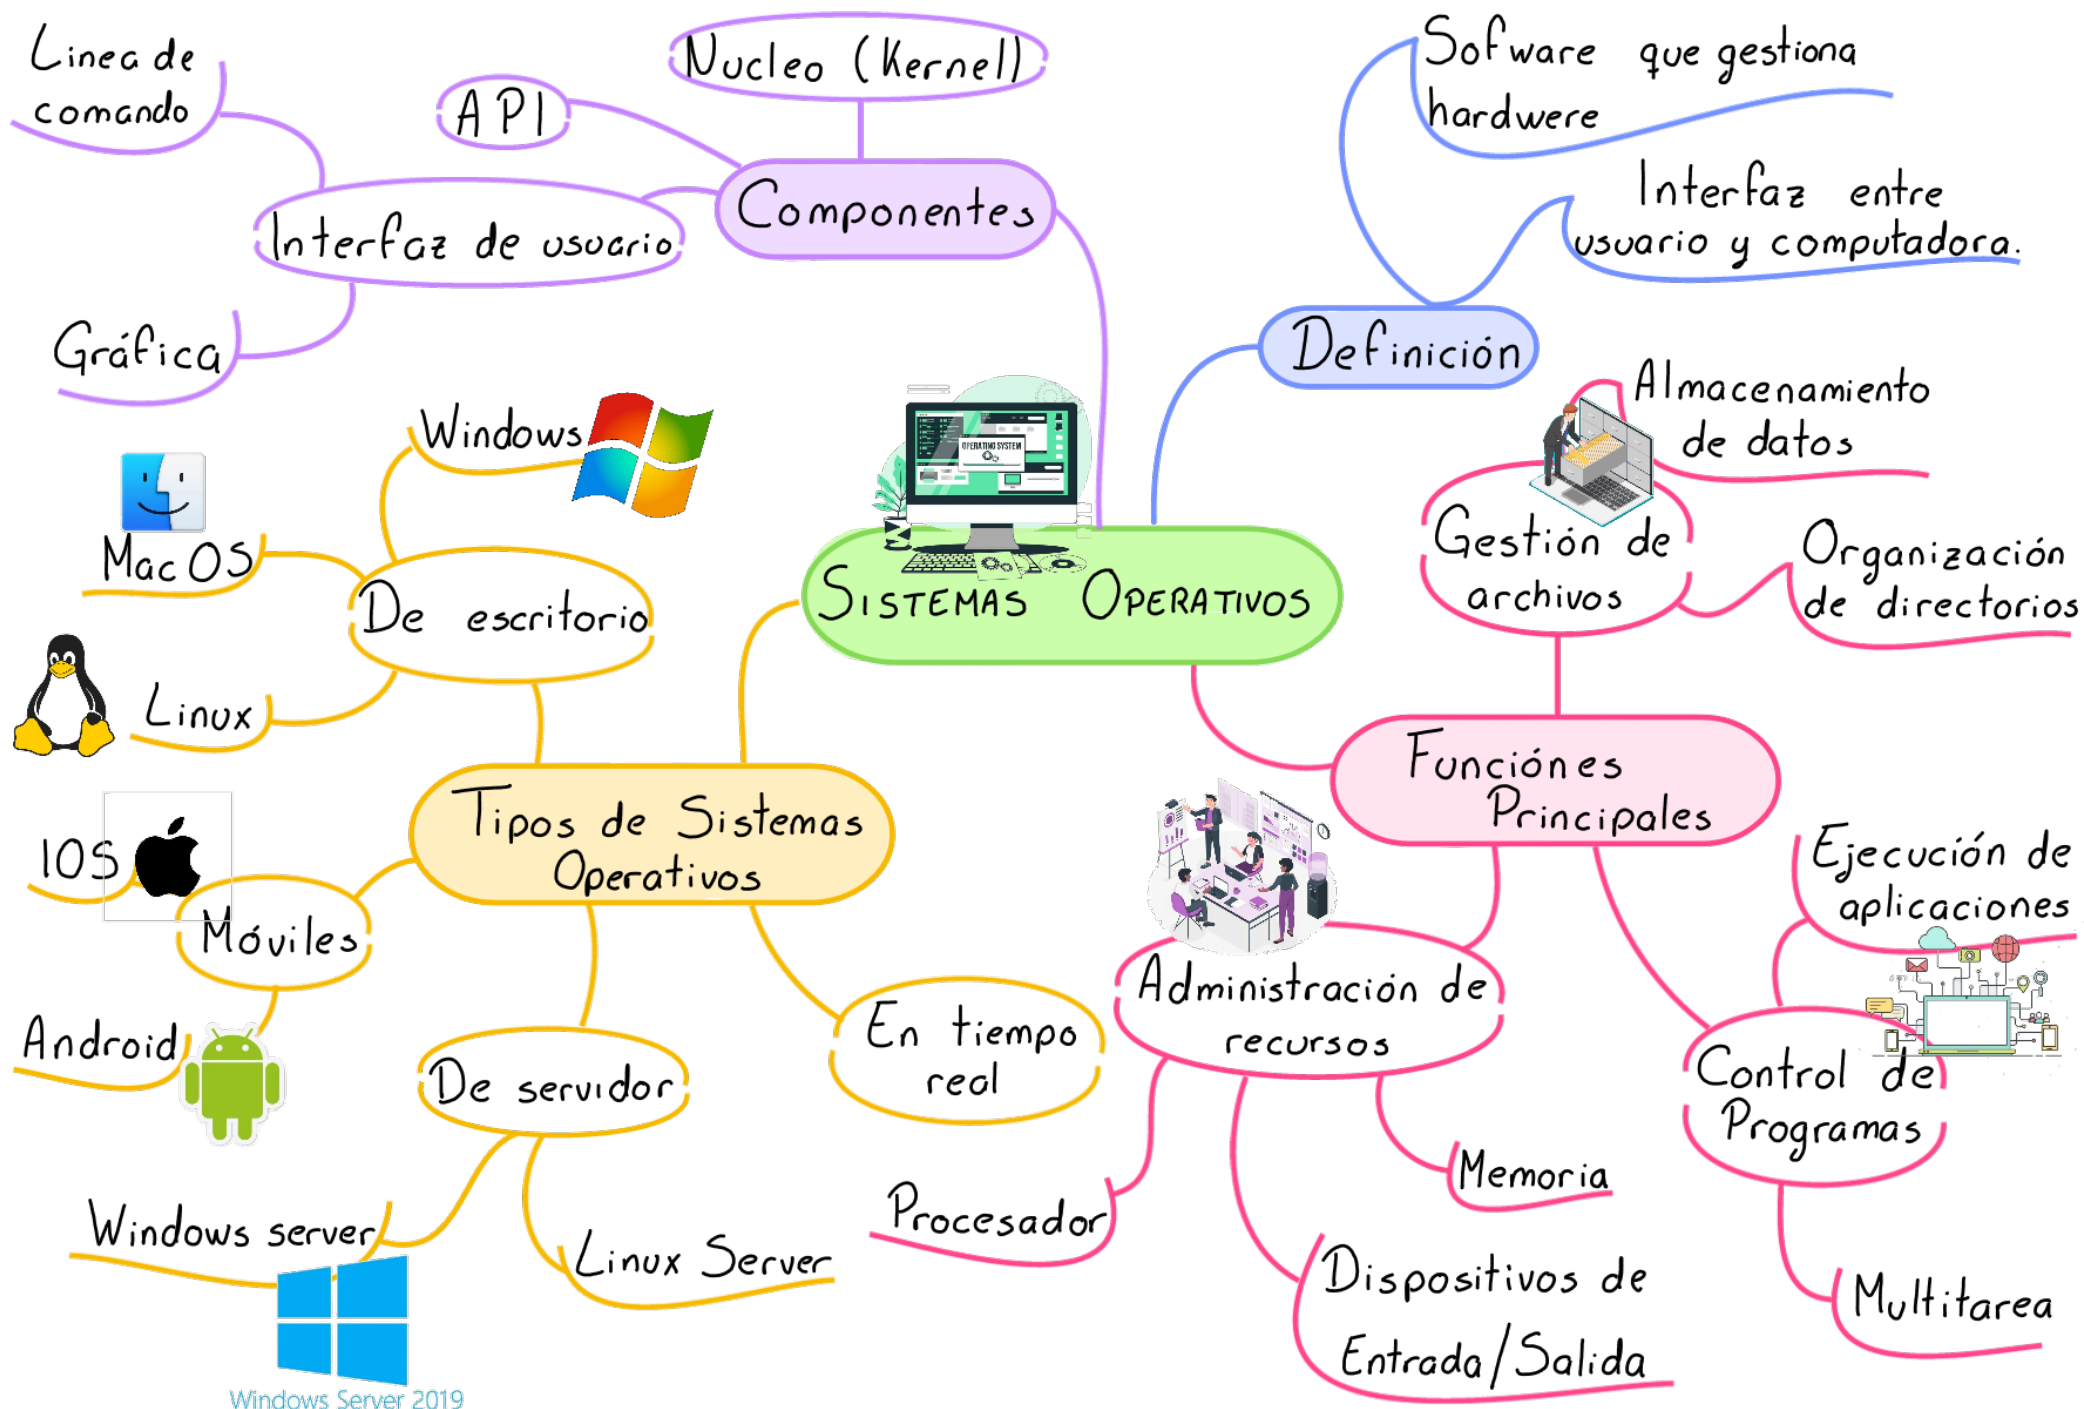 Linea de
comando
API
Nucleo (Kernell)
Componentes
Interfaz de usuario
Gráfica
Sofware que gestiona
hardwere
Interfaz entre
usuario y computadora.
Definición
OPERATING SYSTEM
SISTEMAS OPERATIVOS
Windows
Mac OS
De escritorio
Linux
Tipos de Sistemas
Operativos
IOS
Móviles
Android
De servidor
En tiempo
real
Windows server
Windows Server 2019
Linux Server
Almacenamiento
de datos
Gestión de
archivos
Organización
de directorios
Funciónes
Principales
Administración de
recursos
Procesador
Memoria
Dispositivos de
Entrada/Salida
Ejecución de
aplicaciones
Control de
Programas
Multitarea